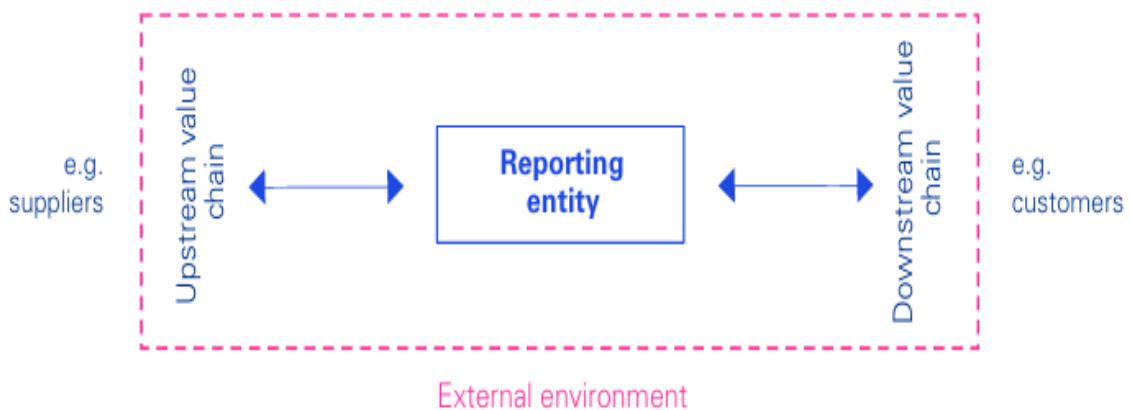 e.g.
suppliers
Upstream value
chain
Reporting
entity
Downstream value
chain
e.g.
customers
External environment